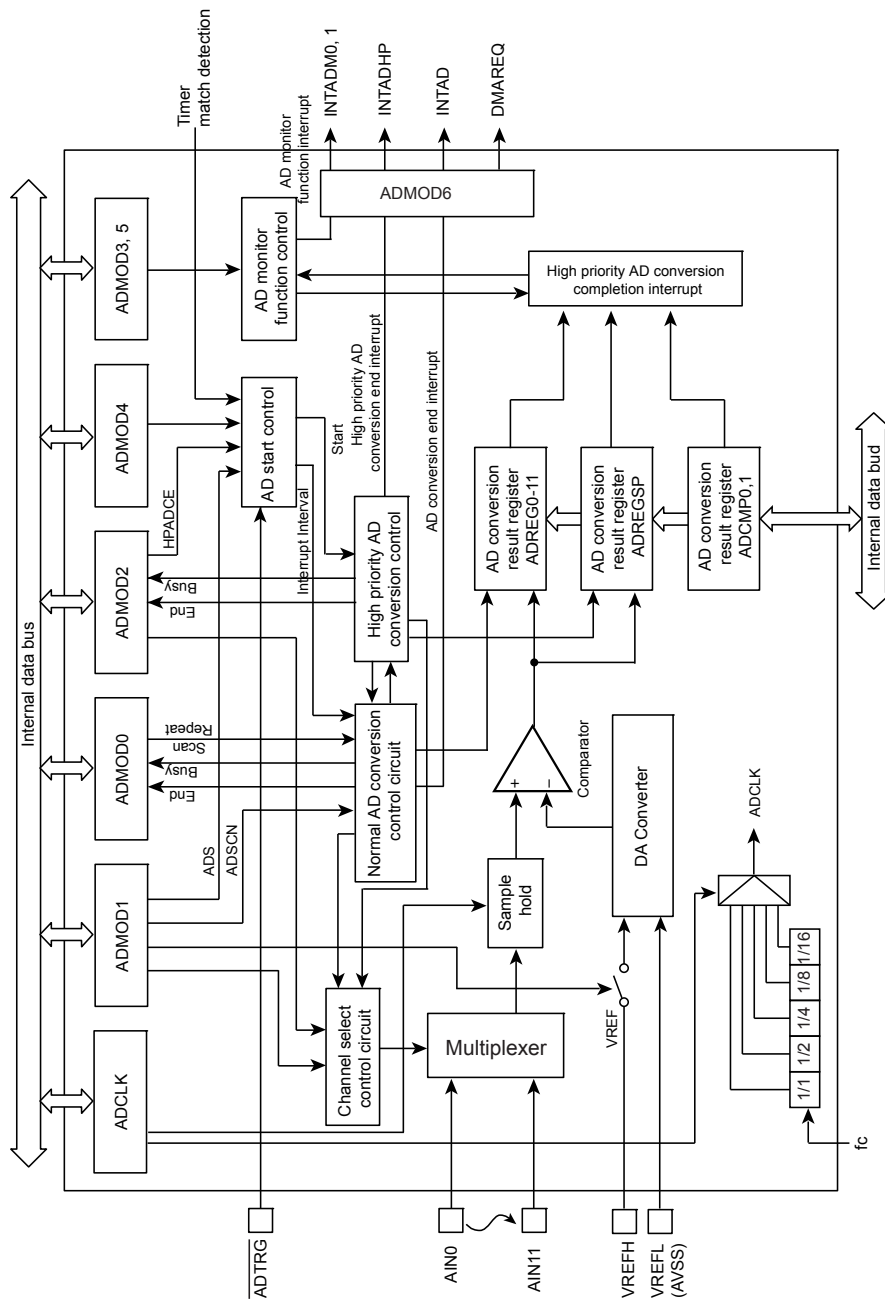 Internal data bus
ADCLK
ADMOD1
ADMOD0
ADMOD2
ADMOD4
ADMOD3, 5
ADS
ADSCN
End
Busy
Scan
Repeat
End
Busy
HPADCE
Timer
match detection
ADTRG
AD start control
AD monitor
function control
AD monitor
function interrupt
INTADM0, 1
INTADHP
INTAD
DMAREQ
ADMOD6
Interrupt Interval
Start
High priority AD
conversion end interrupt
AD conversion end interrupt
Channel select
control circuit
Normal AD conversion
control circuit
High priority AD
conversion control
High priority AD conversion
completion interrupt
AIN0
AIN11
Multiplexer
Sample
hold
+
−
Comparator
AD conversion
result register
ADREG0-11
AD conversion
result register
ADREGSP
AD conversion
result register
ADCMP0,1
VREFH
VREFL
(AVSS)
VREF
DA Converter
ADCLK
1/1
1/2
1/4
1/8
1/16
fc
Internal data bud